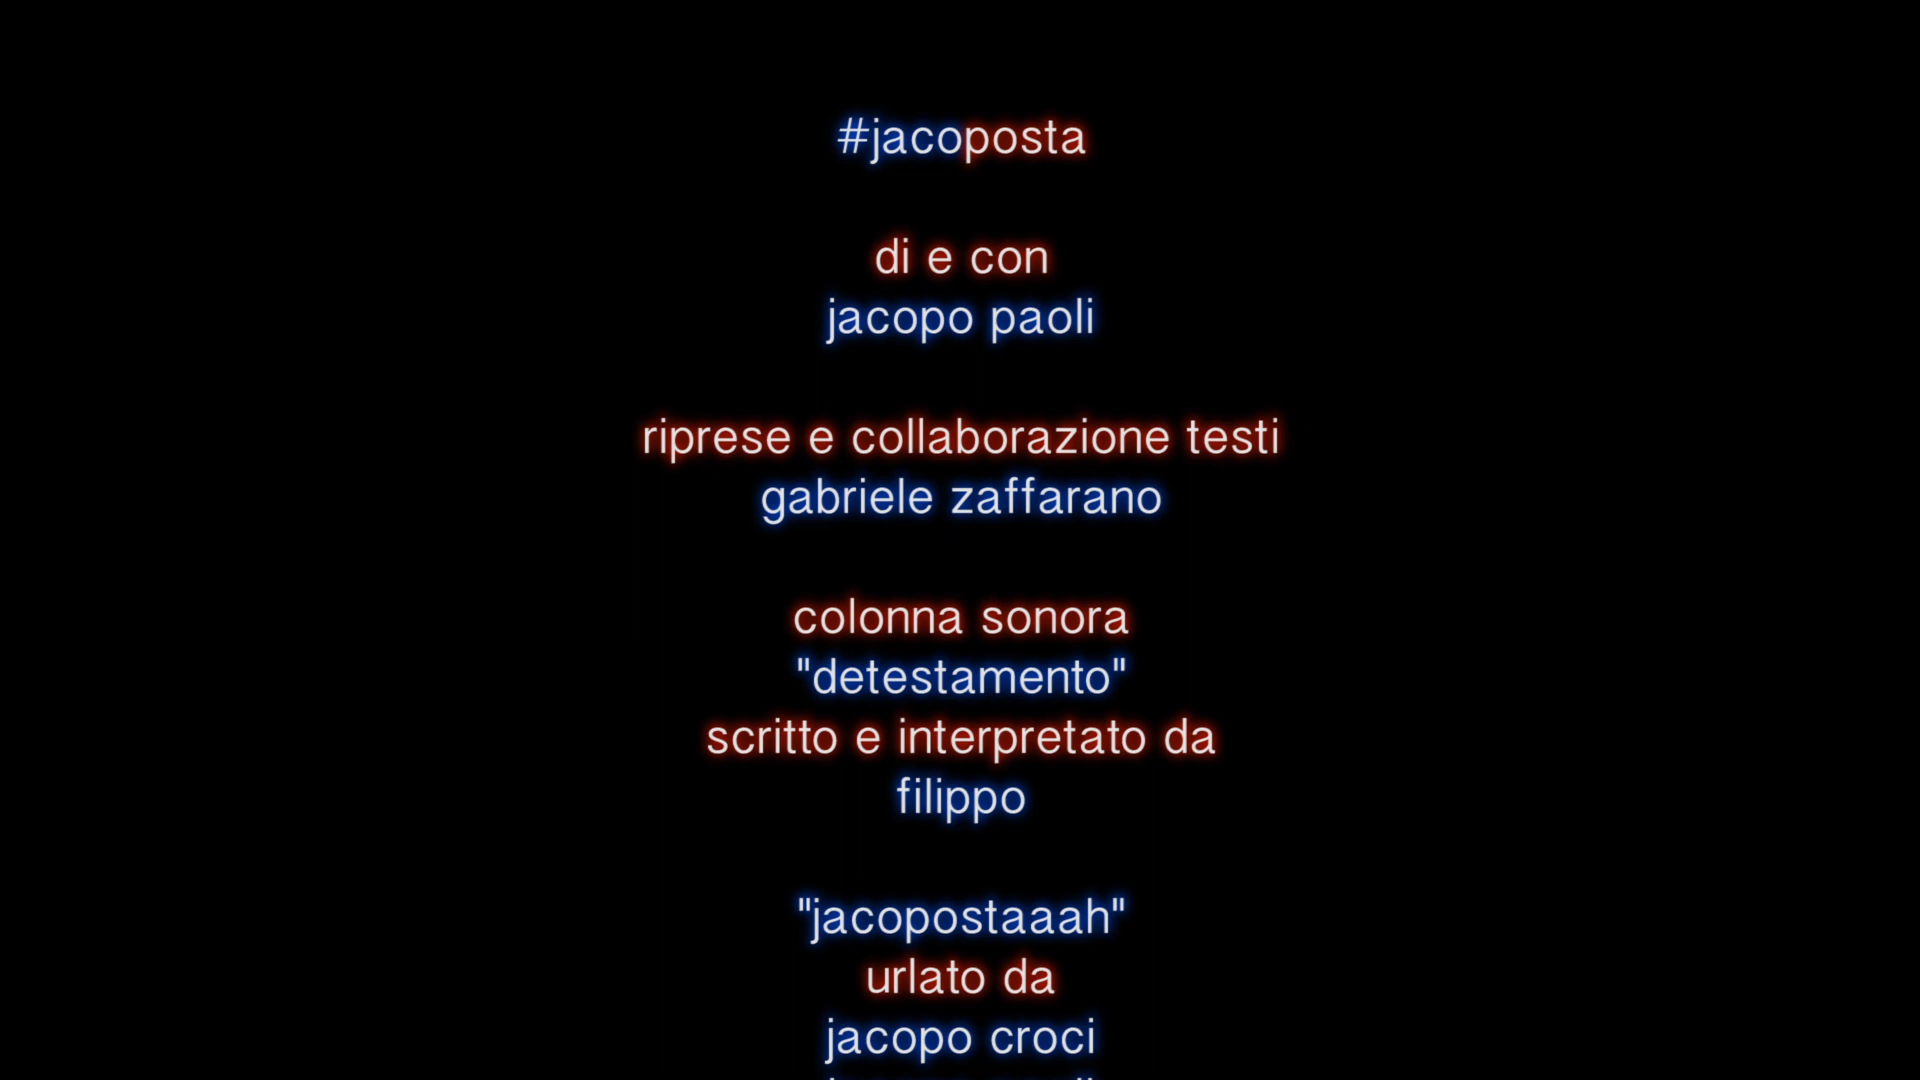 #jacoposta
di e con
jacopo paoli
riprese e collaborazione testi
gabriele zaffarano
colonna sonora
"detestamento"
scritto e interpretato da
filippo
"jacopostaaah"
urlato da
jacopo croci